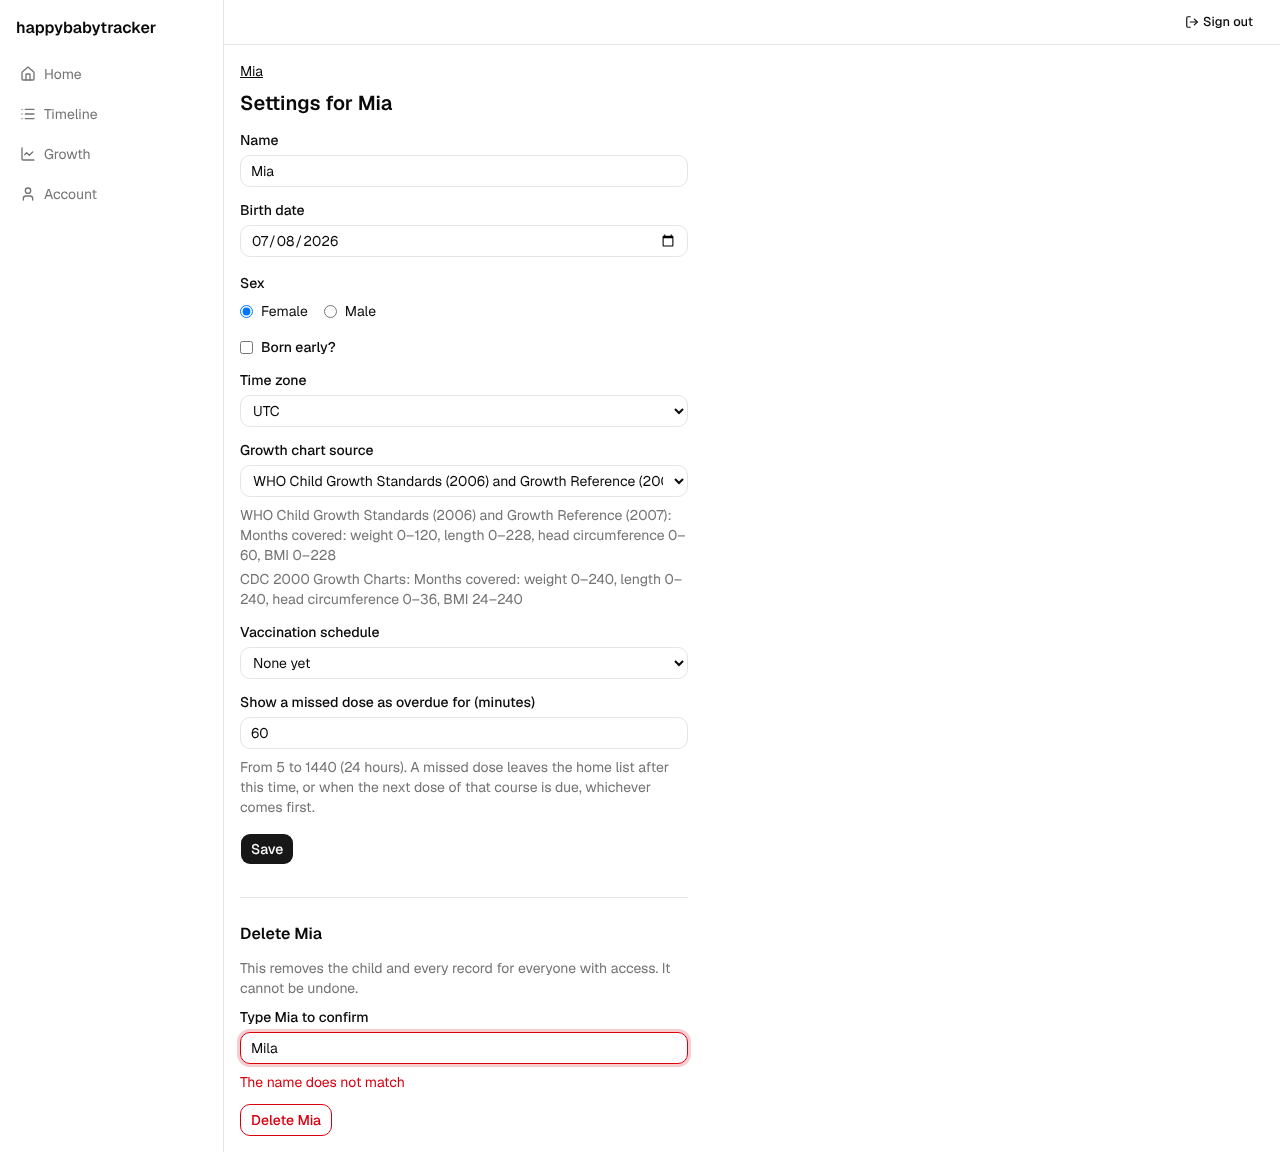 happybabytracker
Home
Timeline
Growth
Account
Sign out
Mia
Settings for Mia
Name
Mia
Birth date
07/08/2026
Sex
Female
Male
Born early?
Time zone
UTC
Growth chart source
WHO Child Growth Standards (2006) and Growth Reference (200
WHO Child Growth Standards (2006) and Growth Reference (2007):
Months covered: weight 0–120, length 0–228, head circumference 0–
60, BMI 0–228
CDC 2000 Growth Charts: Months covered: weight 0–240, length 0–
240, head circumference 0–36, BMI 24–240
Vaccination schedule
None yet
Show a missed dose as overdue for (minutes)
60
From 5 to 1440 (24 hours). A missed dose leaves the home list after
this time, or when the next dose of that course is due, whichever
comes first.
Save
Delete Mia
This removes the child and every record for everyone with access. It
cannot be undone.
Type Mia to confirm
Mila
The name does not match
Delete Mia